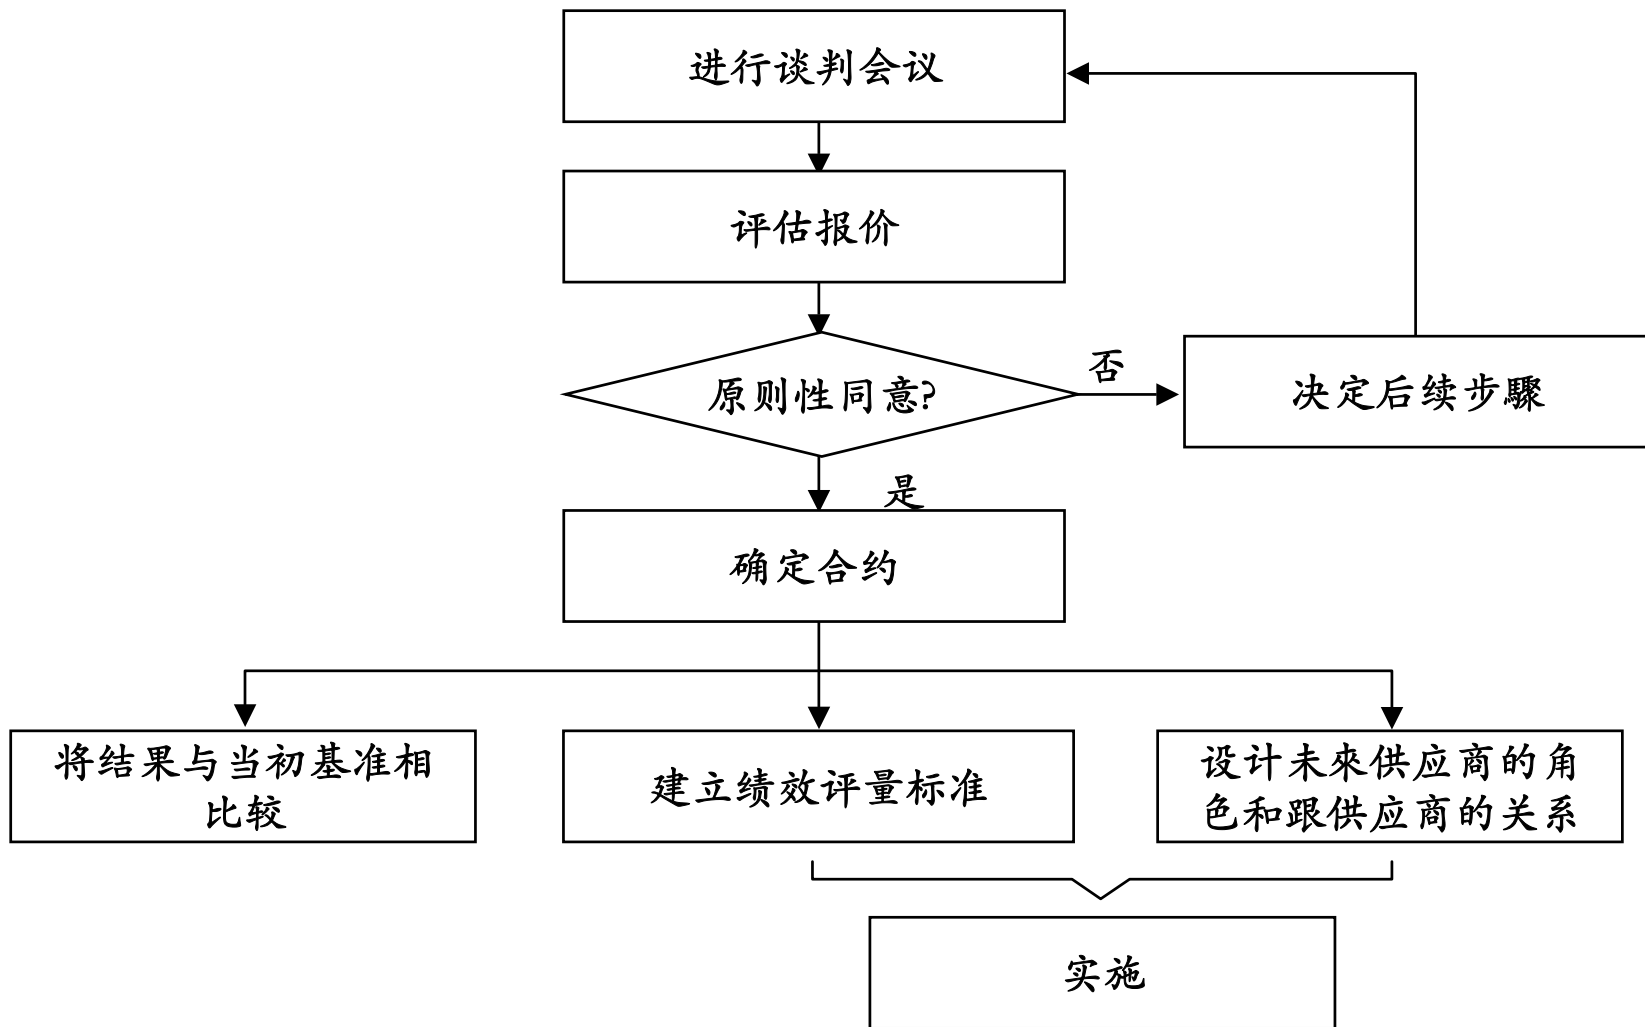 进行谈判会议
评估报价
原则性同意?
否
决定后续步驟
是
确定合约
将结果与当初基准相
比较
建立绩效评量标准
设计未來供应商的角
色和跟供应商的关系
实施